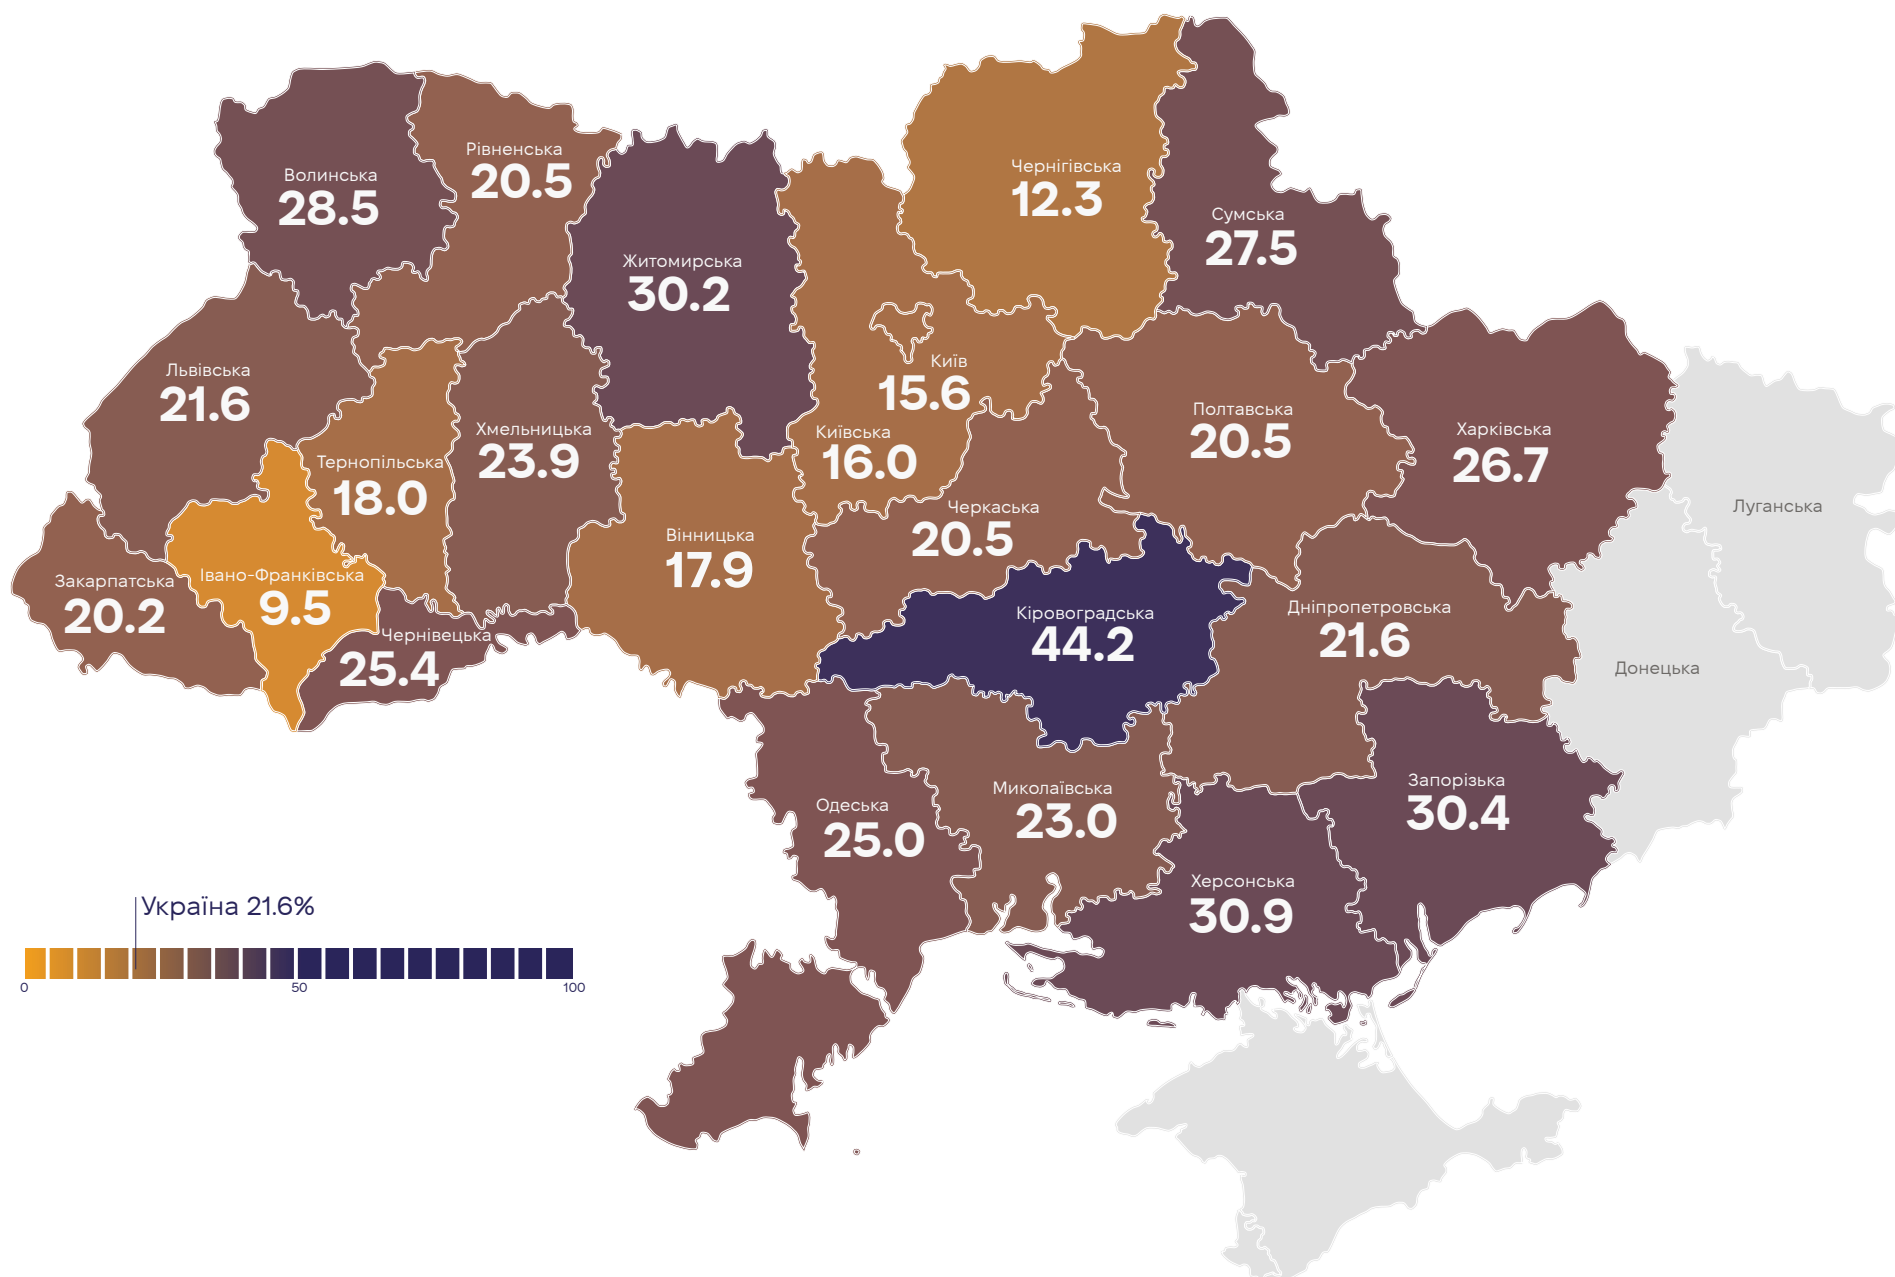 Волинська
28.5
Рівненська
20.5
Житомирська
30.2
Чернігівська
12.3
Сумська
27.5
Львівська
21.6
Тернопільська
18.0
Хмельницька
23.9
Київ
15.6
Київська
16.0
Полтавська
20.5
Харківська
26.7
Луганська
Черкаська
20.5
Вінницька
17.9
Закарпатська
20.2
Івано-Франківська
9.5
Чернівецька
25.4
Кіровоградська
44.2
Дніпропетровська
21.6
Донецька
Одеська
25.0
Миколаївська
23.0
Запорізька
30.4
Херсонська
30.9
Україна 21.6%
0
50
100